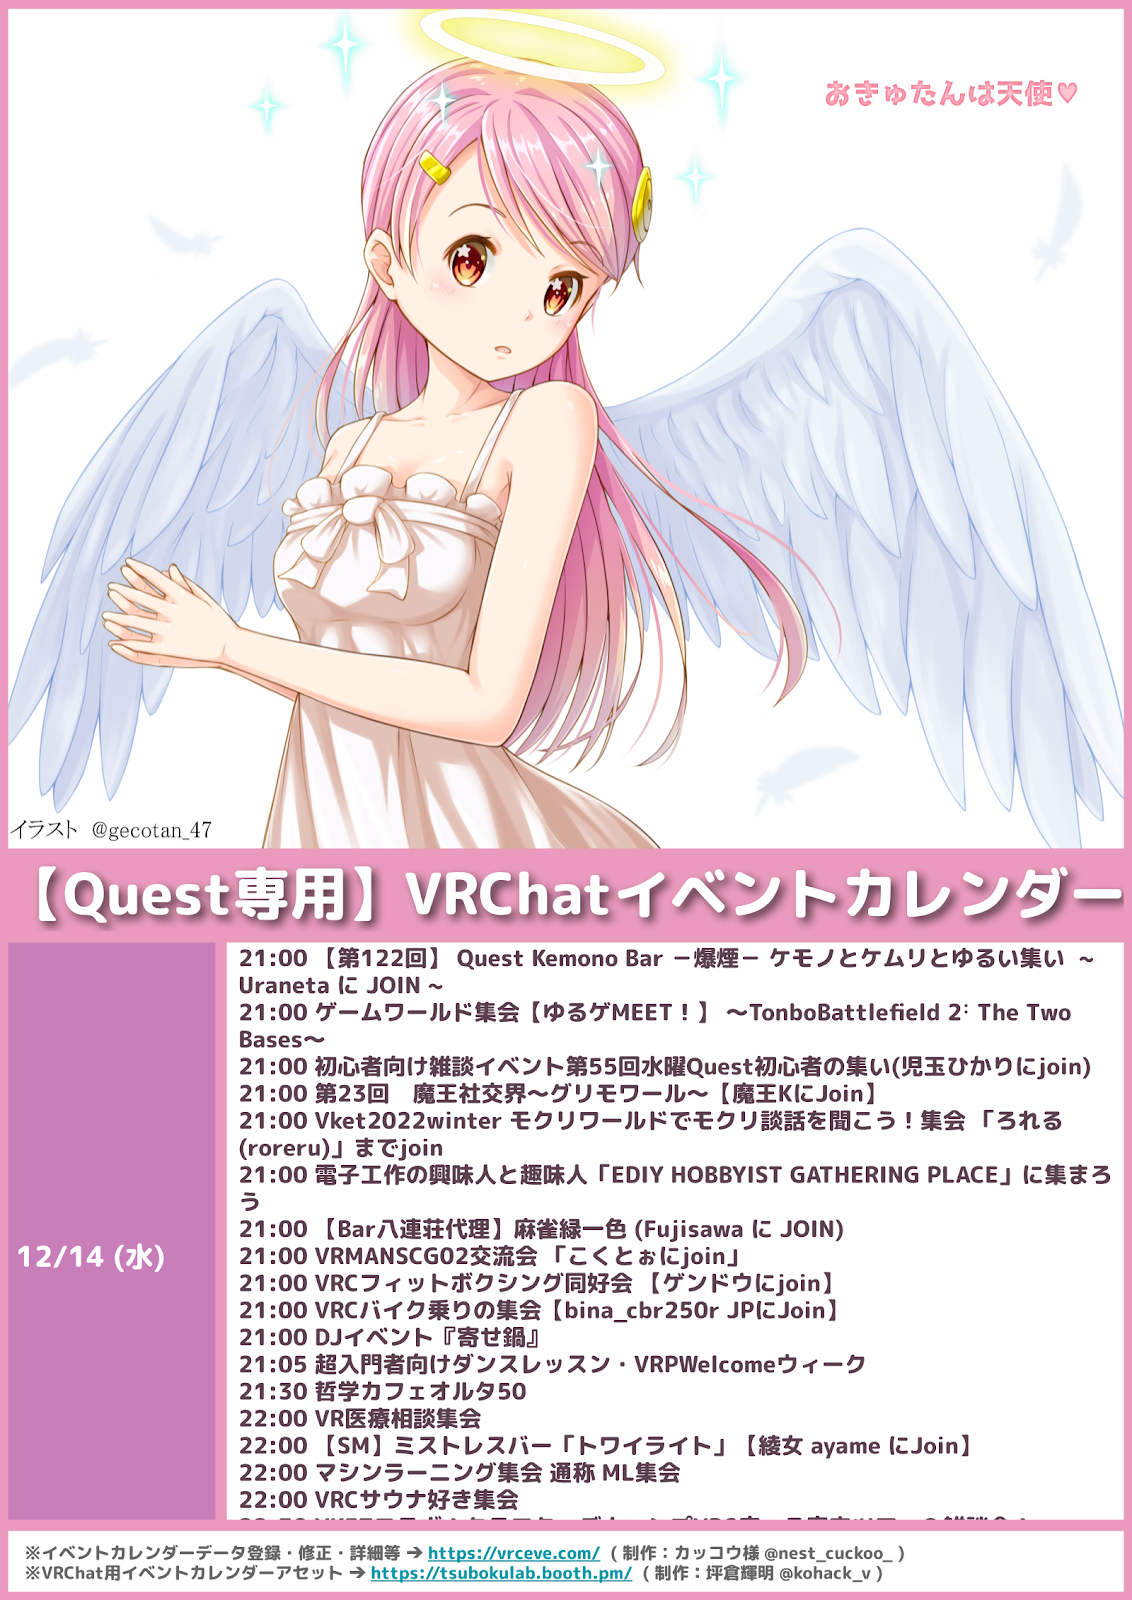 おきゅたんは天使♥
イラスト @gecotan_47
【Quest専用】VRChatイベントカレンダー
12/14 (水)
21:00 【第122回】 Quest Kemono Bar －爆煙－ ケモノとケムリとゆるい集い ～
Uraneta に JOIN ~
21:00 ゲームワールド集会【ゆるゲMEET！】 〜TonboBattlefield 2: The Two
Bases〜
21:00 初心者向け雑談イベント第55回水曜Quest初心者の集い(児玉ひかりにjoin)
21:00 第23回　魔王社交界〜グリモワール〜【魔王KにJoin】
21:00 Vket2022winter モクリワールドでモクリ談話を聞こう！集会 「ろれる
(roreru)」までjoin
21:00 電子工作の興味人と趣味人「EDIY HOBBYIST GATHERING PLACE」に集まろ
う
21:00 【Bar八連荘代理】麻雀緑一色 (Fujisawa に JOIN)
21:00 VRMANSCG02交流会 「こくとぉにjoin」
21:00 VRCフィットボクシング同好会 【ゲンドウにjoin】
21:00 VRCバイク乗りの集会【bina_cbr250r JPにJoin】
21:00 DJイベント『寄せ鍋』
21:05 超入門者向けダンスレッスン・VRPWelcomeウィーク
21:30 哲学カフェオルタ50
22:00 VR医療相談集会
22:00 【SM】ミストレスバー「トワイライト」【綾女 ayame にJoin】
22:00 マシンラーニング集会 通称 ML集会
22:00 VRCサウナ好き集会
※イベントカレンダーデータ登録・修正・詳細等 ➔ https://vrceve.com/ ( 制作：カッコウ様 @nest_cuckoo_ )
※VRChat用イベントカレンダーアセット ➔ https://tsubokulab.booth.pm/ ( 制作：坪倉輝明 @kohack_v )